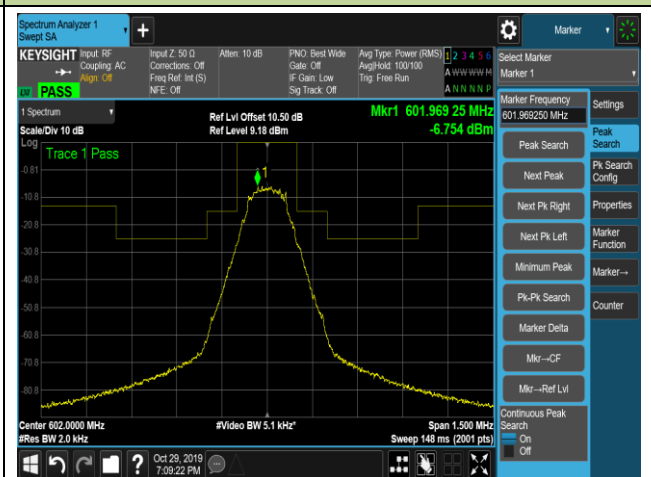 Spectrum Analyzer 1
Swept SA
+
Marker
KEYSIGHT Input: RF
Coupling: AC
Align: Off
Input Z: 50 Ω
Corrections: Off
Freq Ref: Int (S)
NFE: Off
Atten: 10 dB
PNO: Best Wide
Gate: Off
IF Gain: Low
Sig Track: Off
Avg Type: Power (RMS)
Avg|Hold: 100/100
Trig: Free Run
1 2 3 4 5 6
A W W W W M
A N N N N P
PASS
Select Marker
Marker 1
1 Spectrum
Scale/Div 10 dB
Ref Lvl Offset 10.50 dB
Ref Level 9.18 dBm
Mkr1 601.969 25 MHz
-6.754 dBm
Log
Trace 1 Pass
1
-0.81
-10.8
-20.8
-30.8
-40.8
-50.8
-60.8
-70.8
-80.8
Center 602.0000 MHz
#Res BW 2.0 kHz
#Video BW 5.1 kHz*
Span 1.500 MHz
Sweep 148 ms (2001 pts)
Marker Frequency
601.969250 MHz
Peak Search
Next Peak
Next Pk Right
Next Pk Left
Minimum Peak
Pk-Pk Search
Marker Delta
Mkr→CF
Mkr→Ref Lvl
Continuous Peak
Search
On
Off
Settings
Peak
Search
Pk Search
Config
Properties
Marker
Function
Marker→
Counter
?
Oct 29, 2019
7:09:22 PM